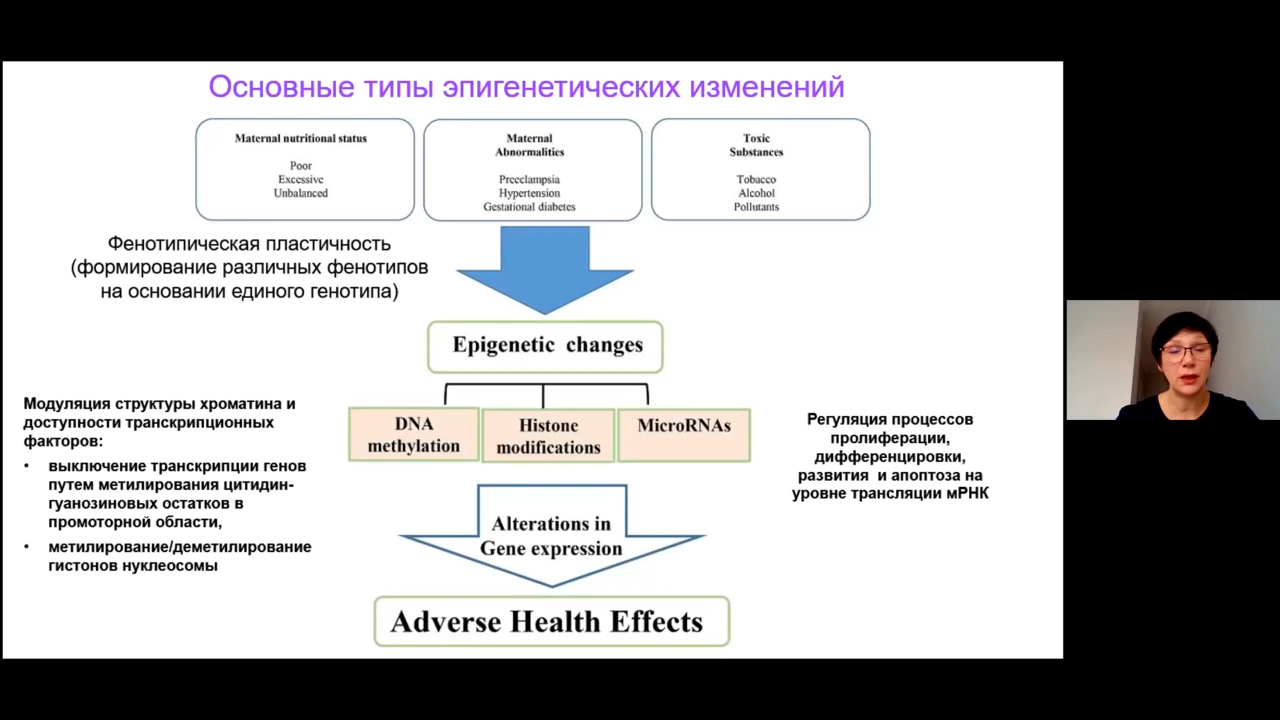 Основные типы эпигенетических изменений
Maternal nutritional status
Poor
Excessive
Unbalanced
Maternal
Abnormalities
Preeclampsia
Hypertension
Gestational diabetes
Toxic
Substances
Tobacco
Alcohol
Pollutants
Фенотипическая пластичность
(формирование различных фенотипов
на основании единого генотипа)
Epigenetic changes
Модуляция структуры хроматина и
доступности транскрипционных
факторов:
• выключение транскрипции генов
путем метилирования цитидин-
гуанозиновых остатков в
промоторной области,
• метилирование/деметилирование
гистонов нуклеосомы
DNA
methylation
Histone
modifications
MicroRNAs
Регуляция процессов
пролиферации,
дифференцировки,
развития и апоптоза на
уровне трансляции мРНК
Alterations in
Gene expression
Adverse Health Effects